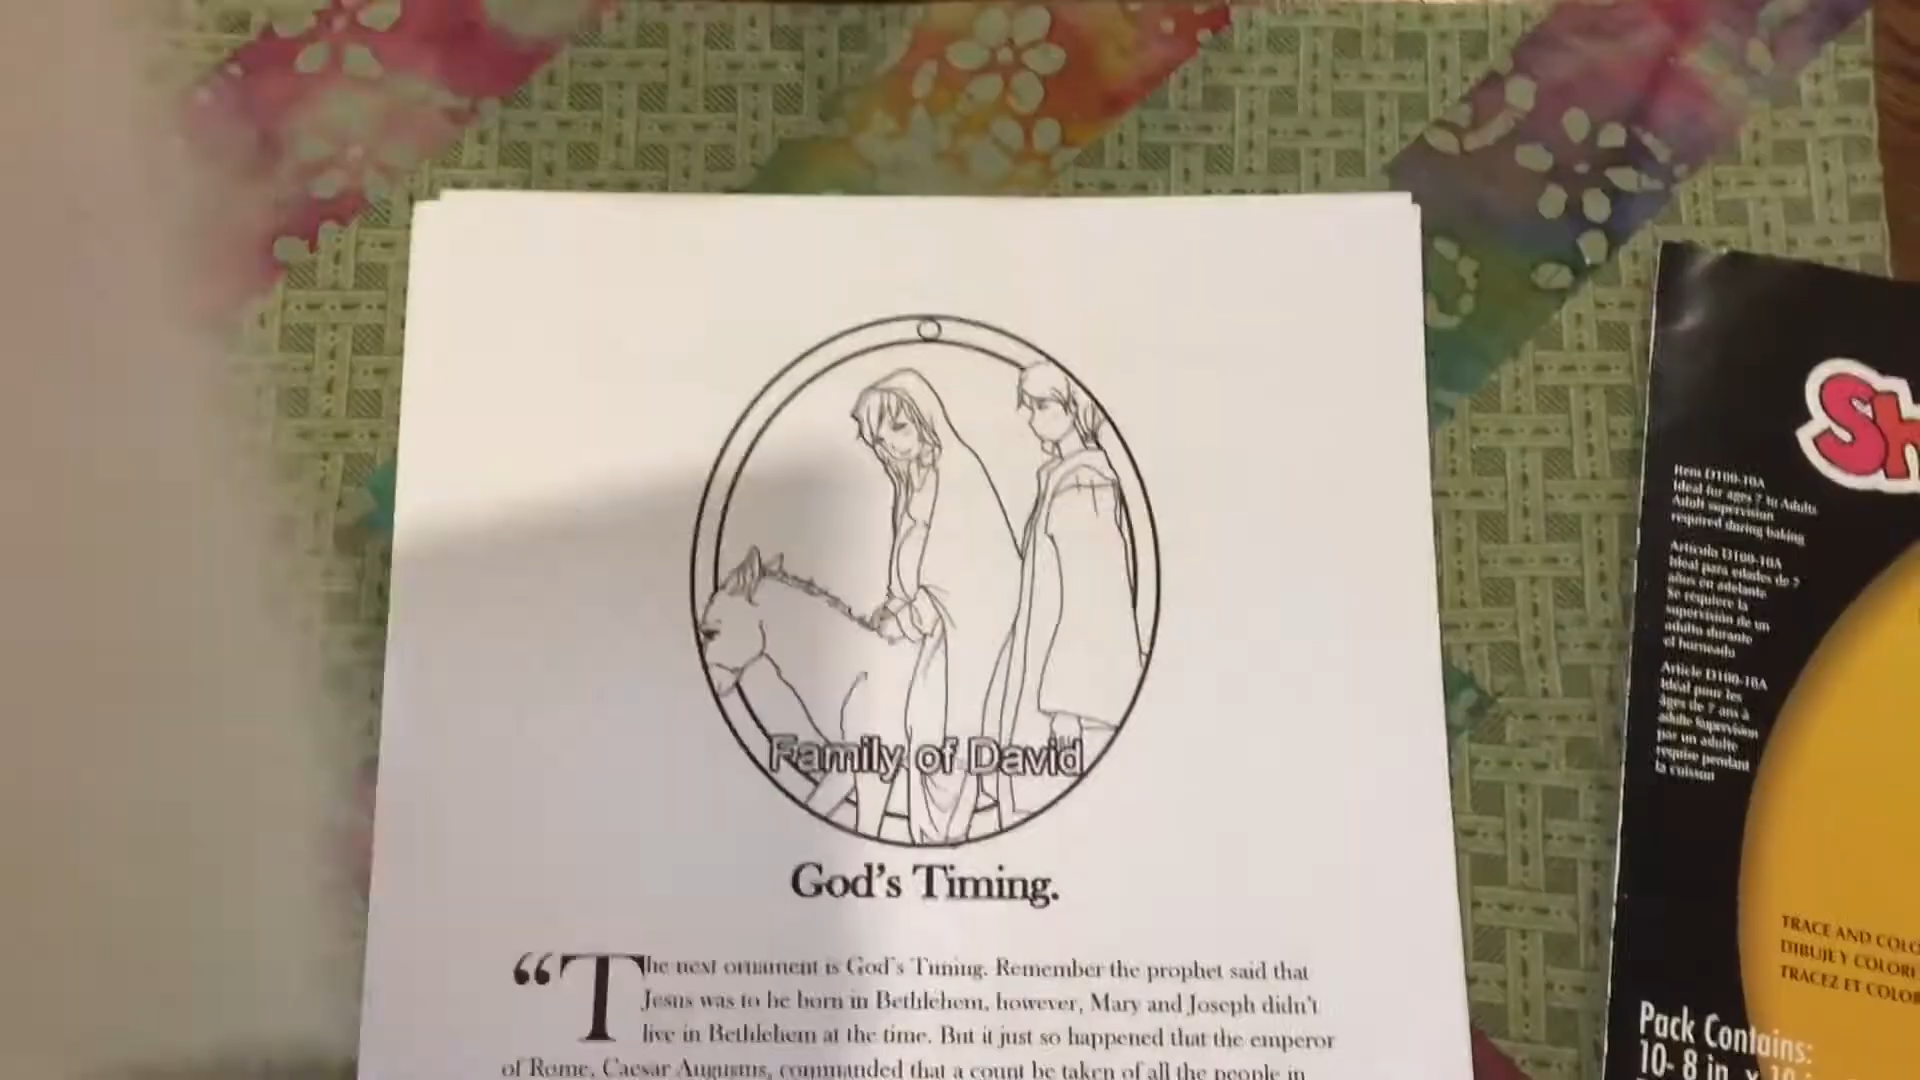 Family of David
God's Timing.
“The next ornament is God's Timing. Remember the prophet said that
Jesus was to be born in Bethlehem, however, Mary and Joseph didn't
live in Bethlehem at the time. But it just so happened that the emperor
of Rome, Caesar Augustus, commanded that a count be taken of all the people in
Sh
Item D100-10A
Ideal for ages 7 to Adults
Adult supervision
required during baking
Artículo D100-10A
Ideal para edades de 7
años en adelante
Se requiere la
supervisión de un
adulto durante
el horneado
Article D100-10A
Idéal pour les
âges de 7 ans à
adulte Supervision
par un adulte
requise pendant
la cuisson
TRACE AND COLO
DIBUJE Y COLORI
TRACEZ ET COLOR
Pack Contains:
10- 8 in. x 10